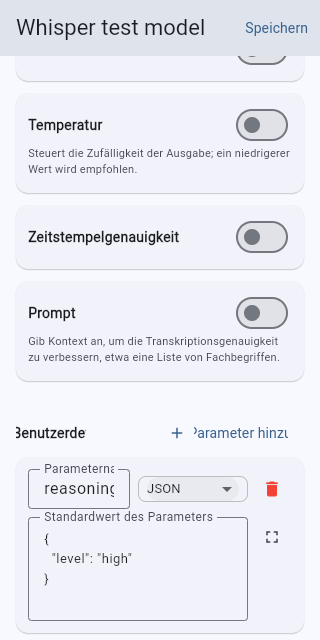 Whisper test model
Speichern
Temperatur
Steuert die Zufälligkeit der Ausgabe; ein niedrigerer
Wert wird empfohlen.
Zeitstempelgenauigkeit
Prompt
Gib Kontext an, um die Transkriptionsgenauigkeit
zu verbessern, etwa eine Liste von Fachbegriffen.
Benutzerde
Parameter hinzu
Parameterna
reasoning
JSON
Standardwert des Parameters
{
"level": "high"
}